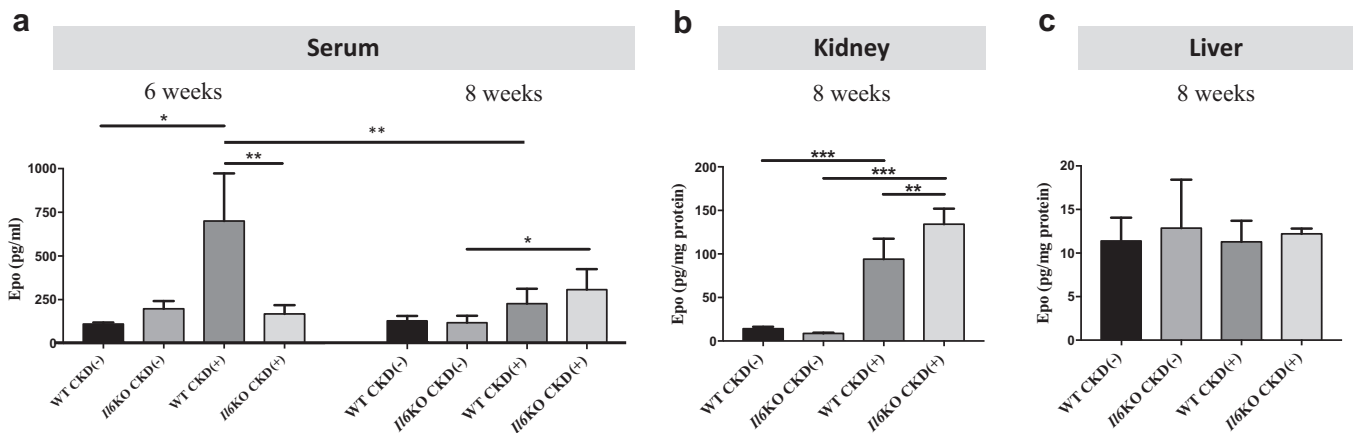 a
Serum
6 weeks
8 weeks
*
**
**
*
1000
750
500
250
0
Epo (pg/ml)
WT CKD(-)
Il6KO CKD(-)
WT CKD(+)
Il6KO CKD(+)
WT CKD(-)
Il6KO CKD(-)
WT CKD(+)
Il6KO CKD(+)
b
Kidney
8 weeks
***
***
**
200
150
100
50
0
Epo (pg/mg protein)
WT CKD(-)
Il6KO CKD(-)
WT CKD(+)
Il6KO CKD(+)
c
Liver
8 weeks
20
15
10
5
0
Epo (pg/mg protein)
WT CKD(-)
Il6KO CKD(-)
WT CKD(+)
Il6KO CKD(+)